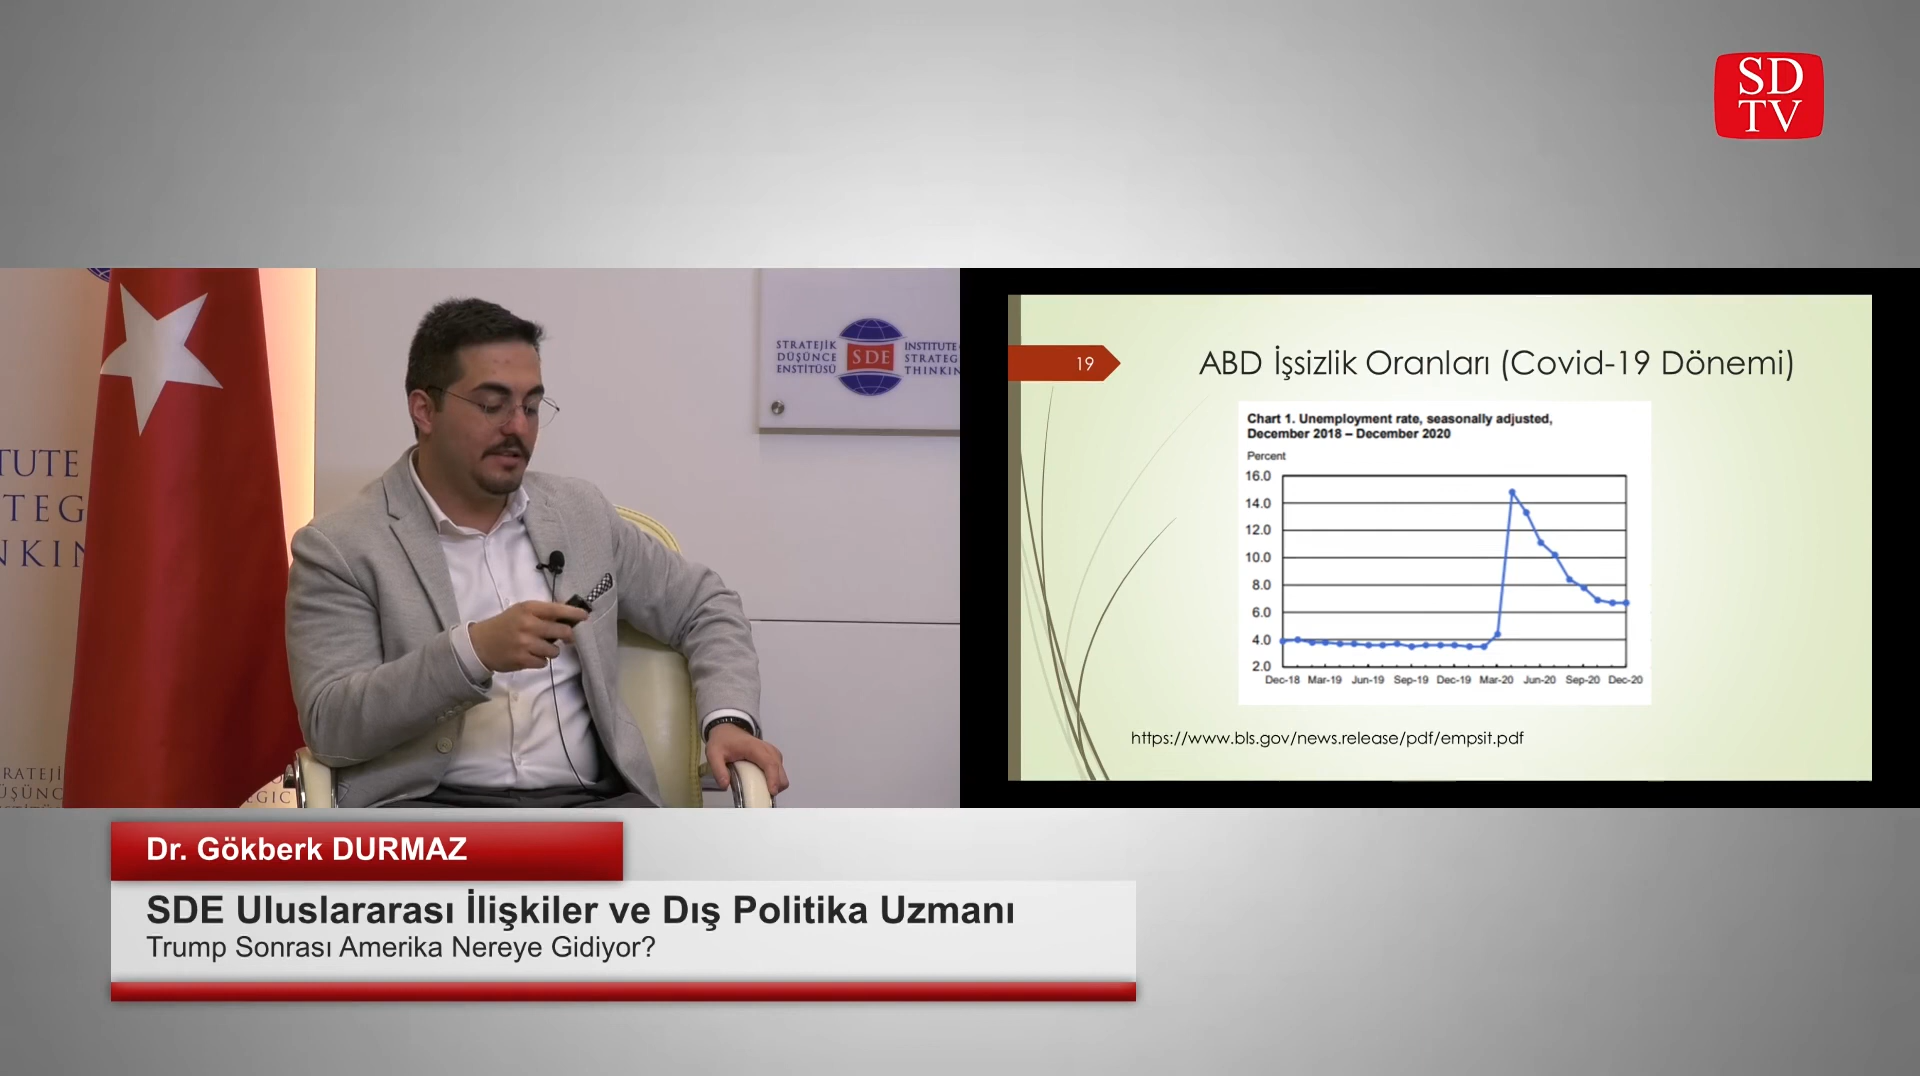 SD
TV
STRATEJİK
DÜŞÜNCE
ENSTİTÜSÜ
SDE
INSTITUTE
STRATEG
THINKIN
TUTE
TEG
NKIN
RATEJİ
ÜŞÜNC
EGIC
19
ABD İşsizlik Oranları (Covid-19 Dönemi)
Chart 1. Unemployment rate, seasonally adjusted,
December 2018 – December 2020
Percent
16.0
14.0
12.0
10.0
8.0
6.0
4.0
2.0
Dec-18 Mar-19 Jun-19 Sep-19 Dec-19 Mar-20 Jun-20 Sep-20 Dec-20
https://www.bls.gov/news.release/pdf/empsit.pdf
Dr. Gökberk DURMAZ
SDE Uluslararası İlişkiler ve Dış Politika Uzmanı
Trump Sonrası Amerika Nereye Gidiyor?